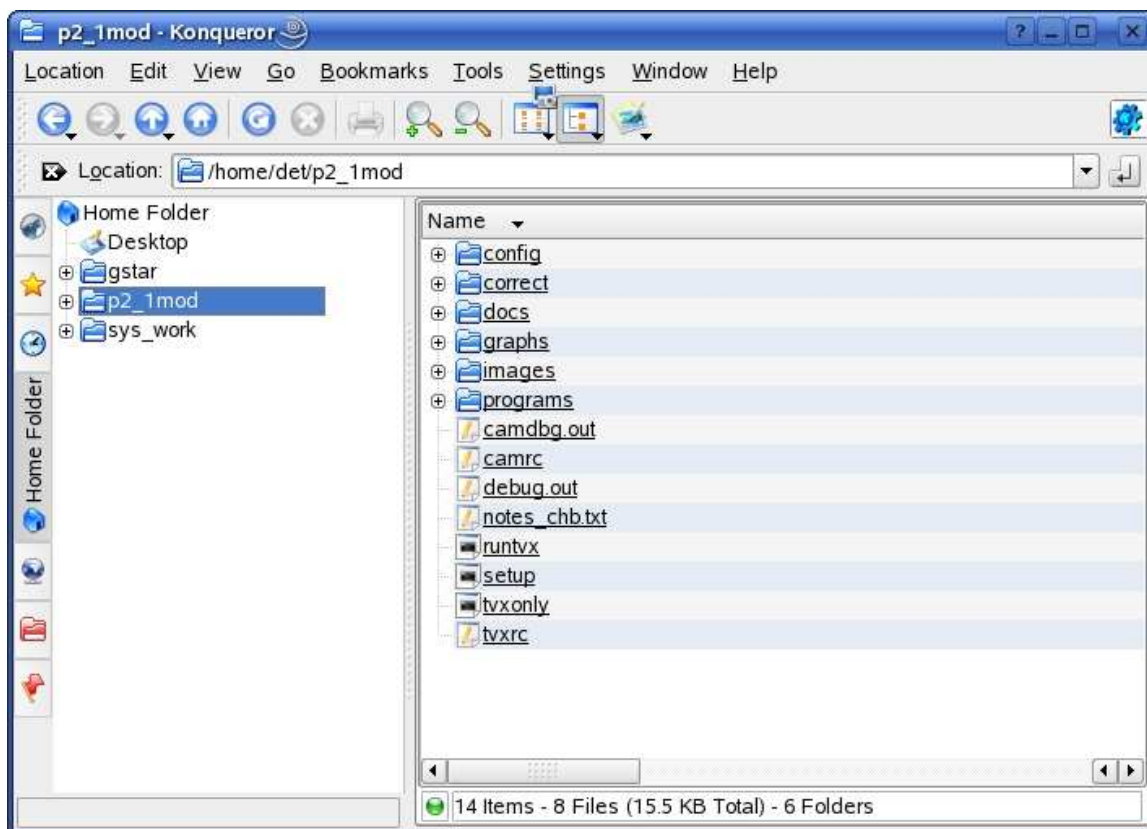 p2_1mod - Konqueror
Location Edit View Go Bookmarks Tools Settings Window Help
Location: /home/det/p2_1mod
Home Folder
Home Folder
Desktop
gstar
p2_1mod
sys_work
Name
config
correct
docs
graphs
images
programs
camdbg.out
camrc
debug.out
notes_chb.txt
runtvx
setup
tvxonly
tvxrc
14 Items - 8 Files (15.5 KB Total) - 6 Folders